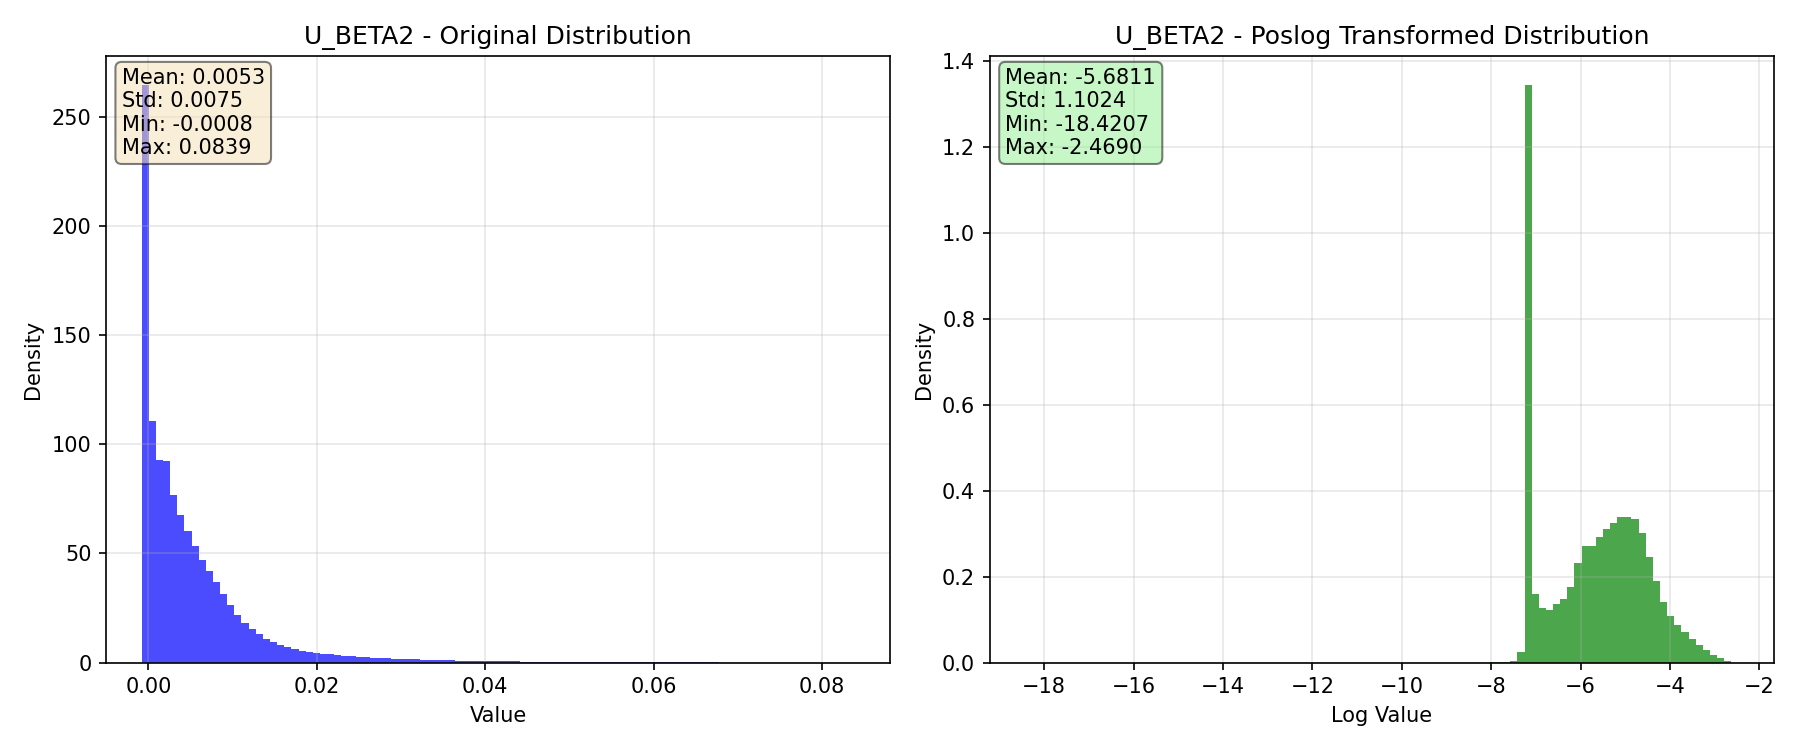 U_BETA2 - Original Distribution
Mean: 0.0053
Std: 0.0075
Min: -0.0008
Max: 0.0839
250
200
150
100
50
0
Density
0.00 0.02 0.04 0.06 0.08
Value
U_BETA2 - Poslog Transformed Distribution
Mean: -5.6811
Std: 1.1024
Min: -18.4207
Max: -2.4690
1.4
1.2
1.0
0.8
0.6
0.4
0.2
0.0
Density
−18 −16 −14 −12 −10 −8 −6 −4 −2
Log Value